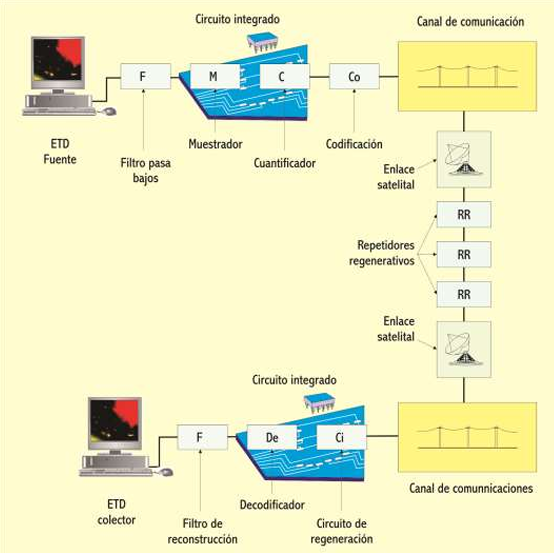 Circuito integrado
Canal de comunicación
F
M
C
Co
ETD
Fuente
Filtro pasa
bajos
Muestrador
Cuantificador
Codificación
Enlace
satelital
RR
Repetidores
regenerativos
RR
RR
Enlace
satelital
Circuito integrado
F
De
Ci
ETD
colector
Filtro de
reconstrucción
Decodificador
Circuito de
regeneración
Canal de comunnicaciones